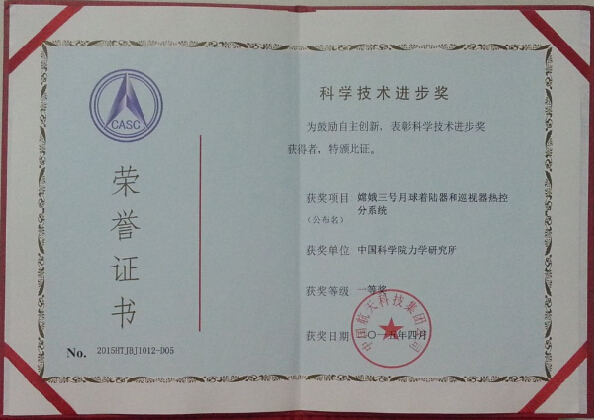 CASC
荣誉证书
No. 2015HTJBJ1012-D05
科学技术进步奖
为鼓励自主创新，表彰科学技术进步奖
获得者，特颁此证。
获奖项目 嫦娥三号月球着陆器和巡视器热控
（公布名） 分系统
获奖单位 中国科学院力学研究所
获奖等级 一等奖
获奖日期 二〇一五年四月
中国航天科技集团公司